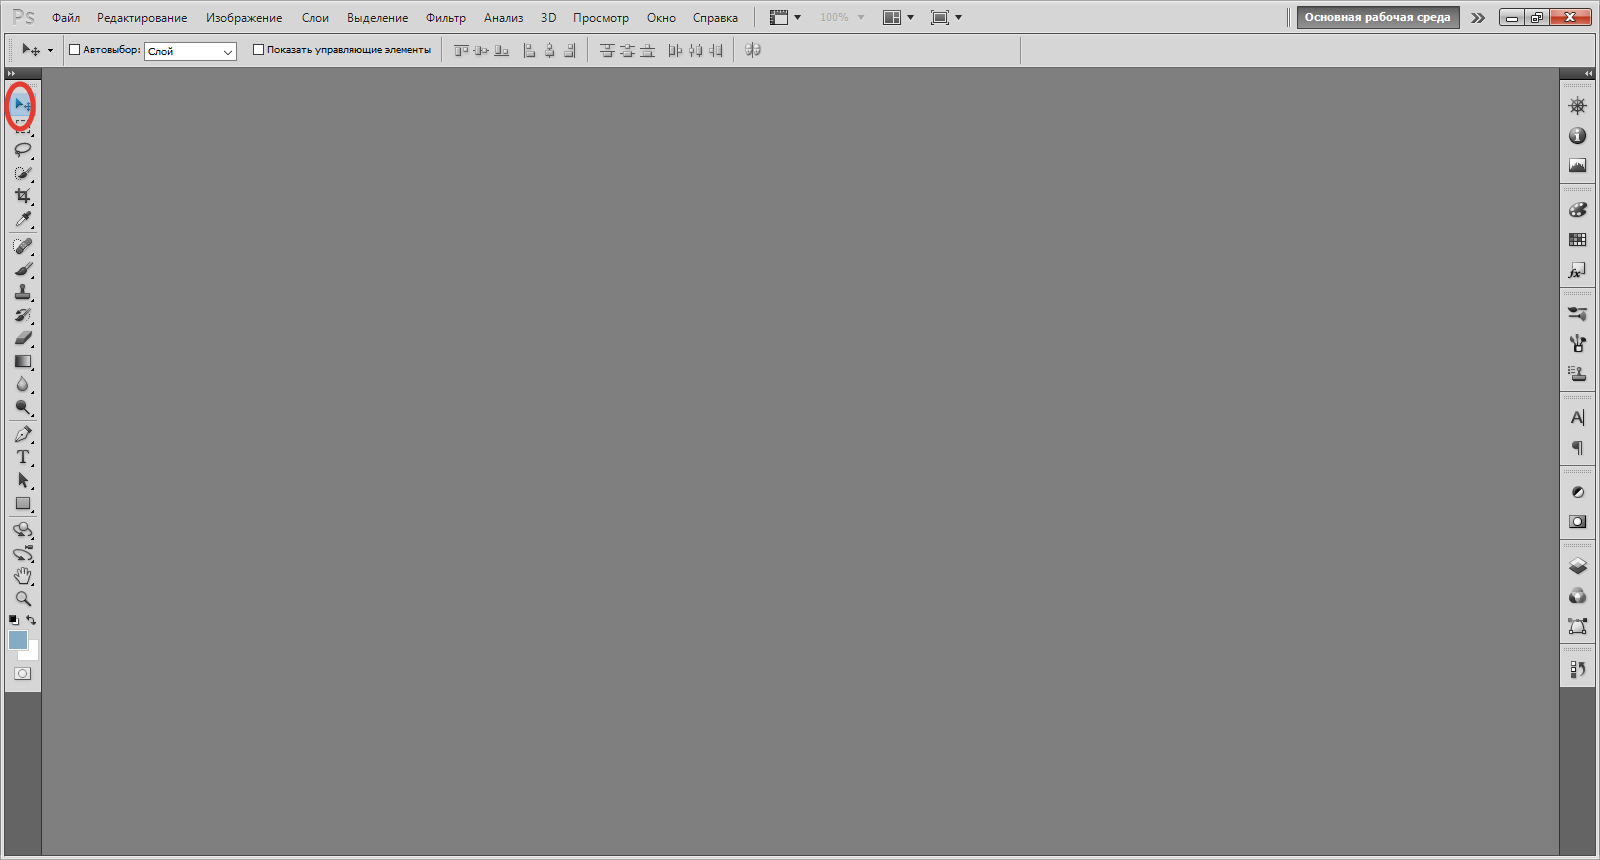 Ps Файл Редактирование Изображение Слои Выделение Фильтр Анализ 3D Просмотр Окно Справка 100% Основная рабочая среда
Автовыбор: Слой Показать управляющие элементы